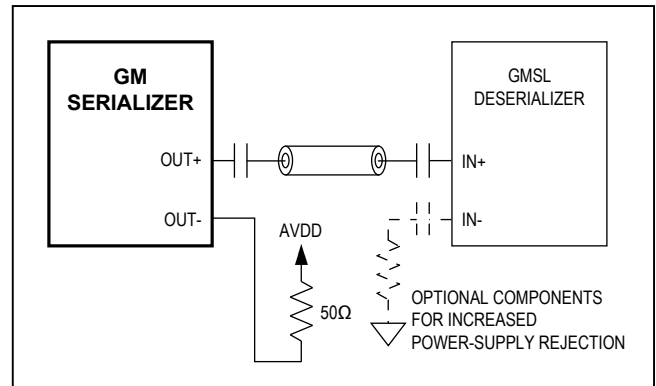 GM
SERIALIZER
OUT+
OUT-
GMSL
DESERIALIZER
IN+
IN-
AVDD
50Ω
OPTIONAL COMPONENTS
FOR INCREASED
POWER-SUPPLY REJECTION